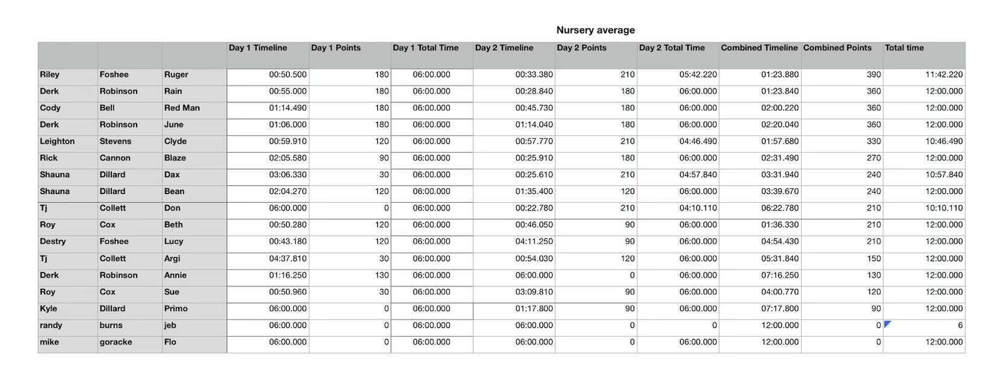 Nursery average
Day 1 Timeline Day 1 Points Day 1 Total Time Day 2 Timeline Day 2 Points Day 2 Total Time Combined Timeline Combined Points Total time
Riley Foshee Ruger 00:50.500 180 06:00.000 00:33.380 210 05:42.220 01:23.880 390 11:42.220
Derk Robinson Rain 00:55.000 180 06:00.000 00:28.840 180 06:00.000 01:23.840 360 12:00.000
Cody Bell Red Man 01:14.490 180 06:00.000 00:45.730 180 06:00.000 02:00.220 360 12:00.000
Derk Robinson June 01:06.000 180 06:00.000 01:14.040 180 06:00.000 02:20.040 360 12:00.000
Leighton Stevens Clyde 00:59.910 120 06:00.000 00:57.770 210 04:46.490 01:57.680 330 10:46.490
Rick Cannon Blaze 02:05.580 90 06:00.000 00:25.910 180 06:00.000 02:31.490 270 12:00.000
Shauna Dillard Dax 03:06.330 30 06:00.000 00:25.610 210 04:57.840 03:31.940 240 10:57.840
Shauna Dillard Bean 02:04.270 120 06:00.000 01:35.400 120 06:00.000 03:39.670 240 12:00.000
Tj Collett Don 06:00.000 0 06:00.000 00:22.780 210 04:10.110 06:22.780 210 10:10.110
Roy Cox Beth 00:50.280 120 06:00.000 00:46.050 90 06:00.000 01:36.330 210 12:00.000
Destry Foshee Lucy 00:43.180 120 06:00.000 04:11.250 90 06:00.000 04:54.430 210 12:00.000
Tj Collett Argi 04:37.810 30 06:00.000 00:54.030 120 06:00.000 05:31.840 150 12:00.000
Derk Robinson Annie 01:16.250 130 06:00.000 06:00.000 0 06:00.000 07:16.250 130 12:00.000
Roy Cox Sue 00:50.960 30 06:00.000 03:09.810 90 06:00.000 04:00.770 120 12:00.000
Kyle Dillard Primo 06:00.000 0 06:00.000 01:17.800 90 06:00.000 07:17.800 90 12:00.000
randy burns jeb 06:00.000 0 06:00.000 06:00.000 0 0 12:00.000 0 6
mike goracke Flo 06:00.000 0 06:00.000 06:00.000 0 06:00.000 12:00.000 0 12:00.000